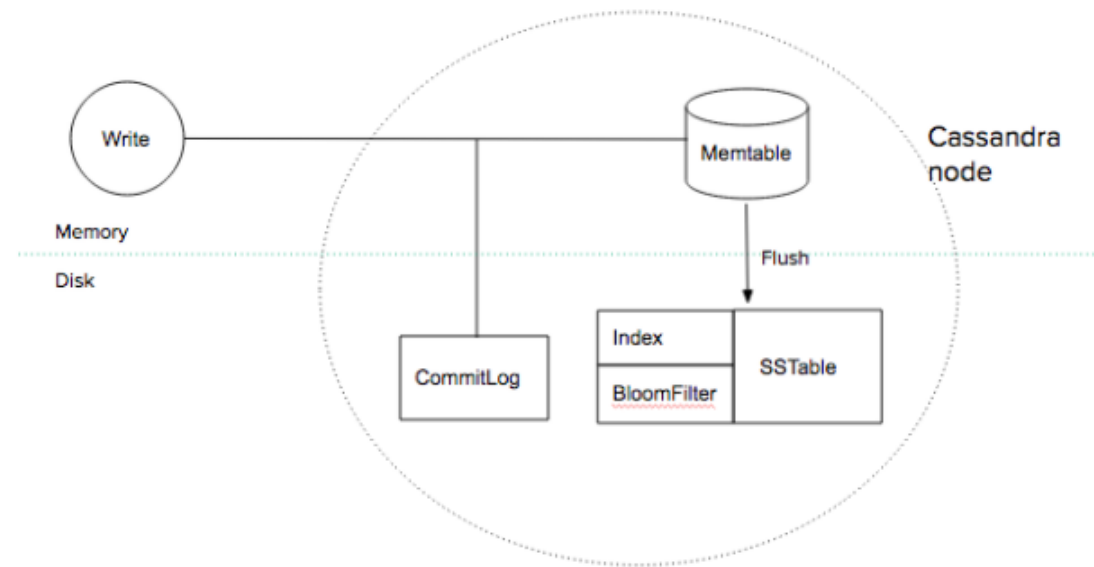 Write
Memtable
Cassandra
node
Memory
Flush
Disk
Index
SSTable
CommitLog
BloomFilter